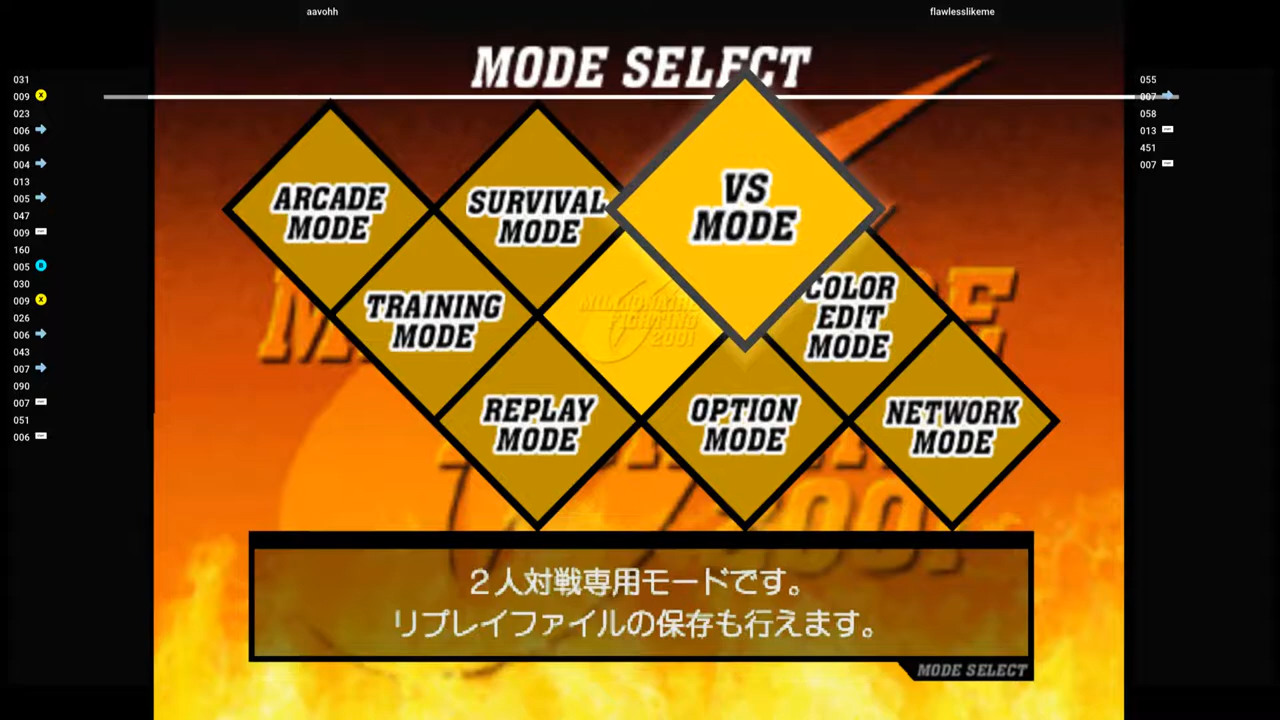 aavohh
flawlesslikeme
MODE SELECT
031
009 X
023
006
006
004
013
005
047
009
160
005
030
009 X
026
006
043
007
090
007
051
006
055
007
058
013
451
007
ARCADE
MODE
SURVIVAL
MODE
VS
MODE
TRAINING
MODE
MILLIONAIRE
FIGHTING
2001
COLOR
EDIT
MODE
REPLAY
MODE
OPTION
MODE
NETWORK
MODE
2人対戦専用モードです。
リプレイファイルの保存も行えます。
MODE SELECT